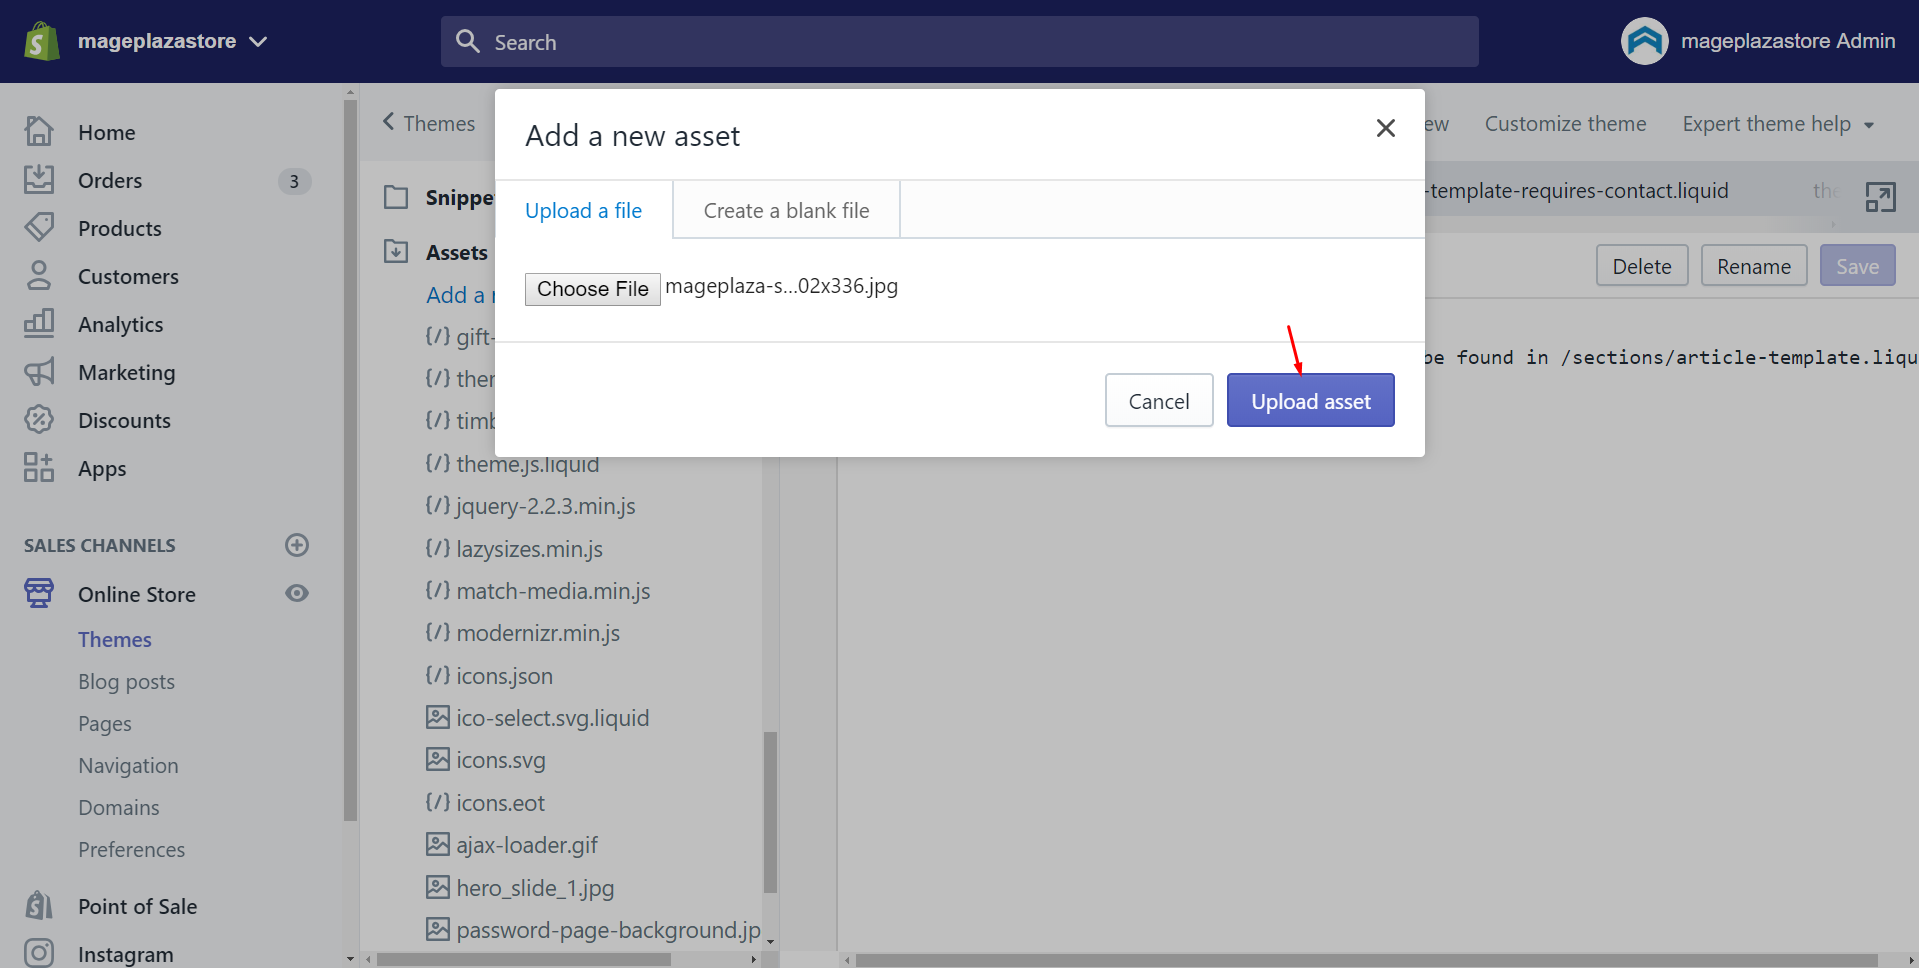 mageplazastore
Search
mageplazastore Admin
Home
Orders
3
Products
Customers
Analytics
Marketing
Discounts
Apps
SALES CHANNELS
Online Store
Themes
Blog posts
Pages
Navigation
Domains
Preferences
Point of Sale
Instagram
Themes
ew
Customize theme
Expert theme help
Snippe
Assets
Add a
gift-
timb
theme.js.liquid
jquery-2.2.3.min.js
lazysizes.min.js
match-media.min.js
modernizr.min.js
icons.json
ico-select.svg.liquid
icons.svg
icons.eot
ajax-loader.gif
hero_slide_1.jpg
password-page-background.jp
Add a new asset
Upload a file
Create a blank file
Choose File mageplaza-s...02x336.jpg
Cancel
Upload asset
-template-requires-contact.liquid
the
Delete
Rename
Save
be found in /sections/article-template.liqu